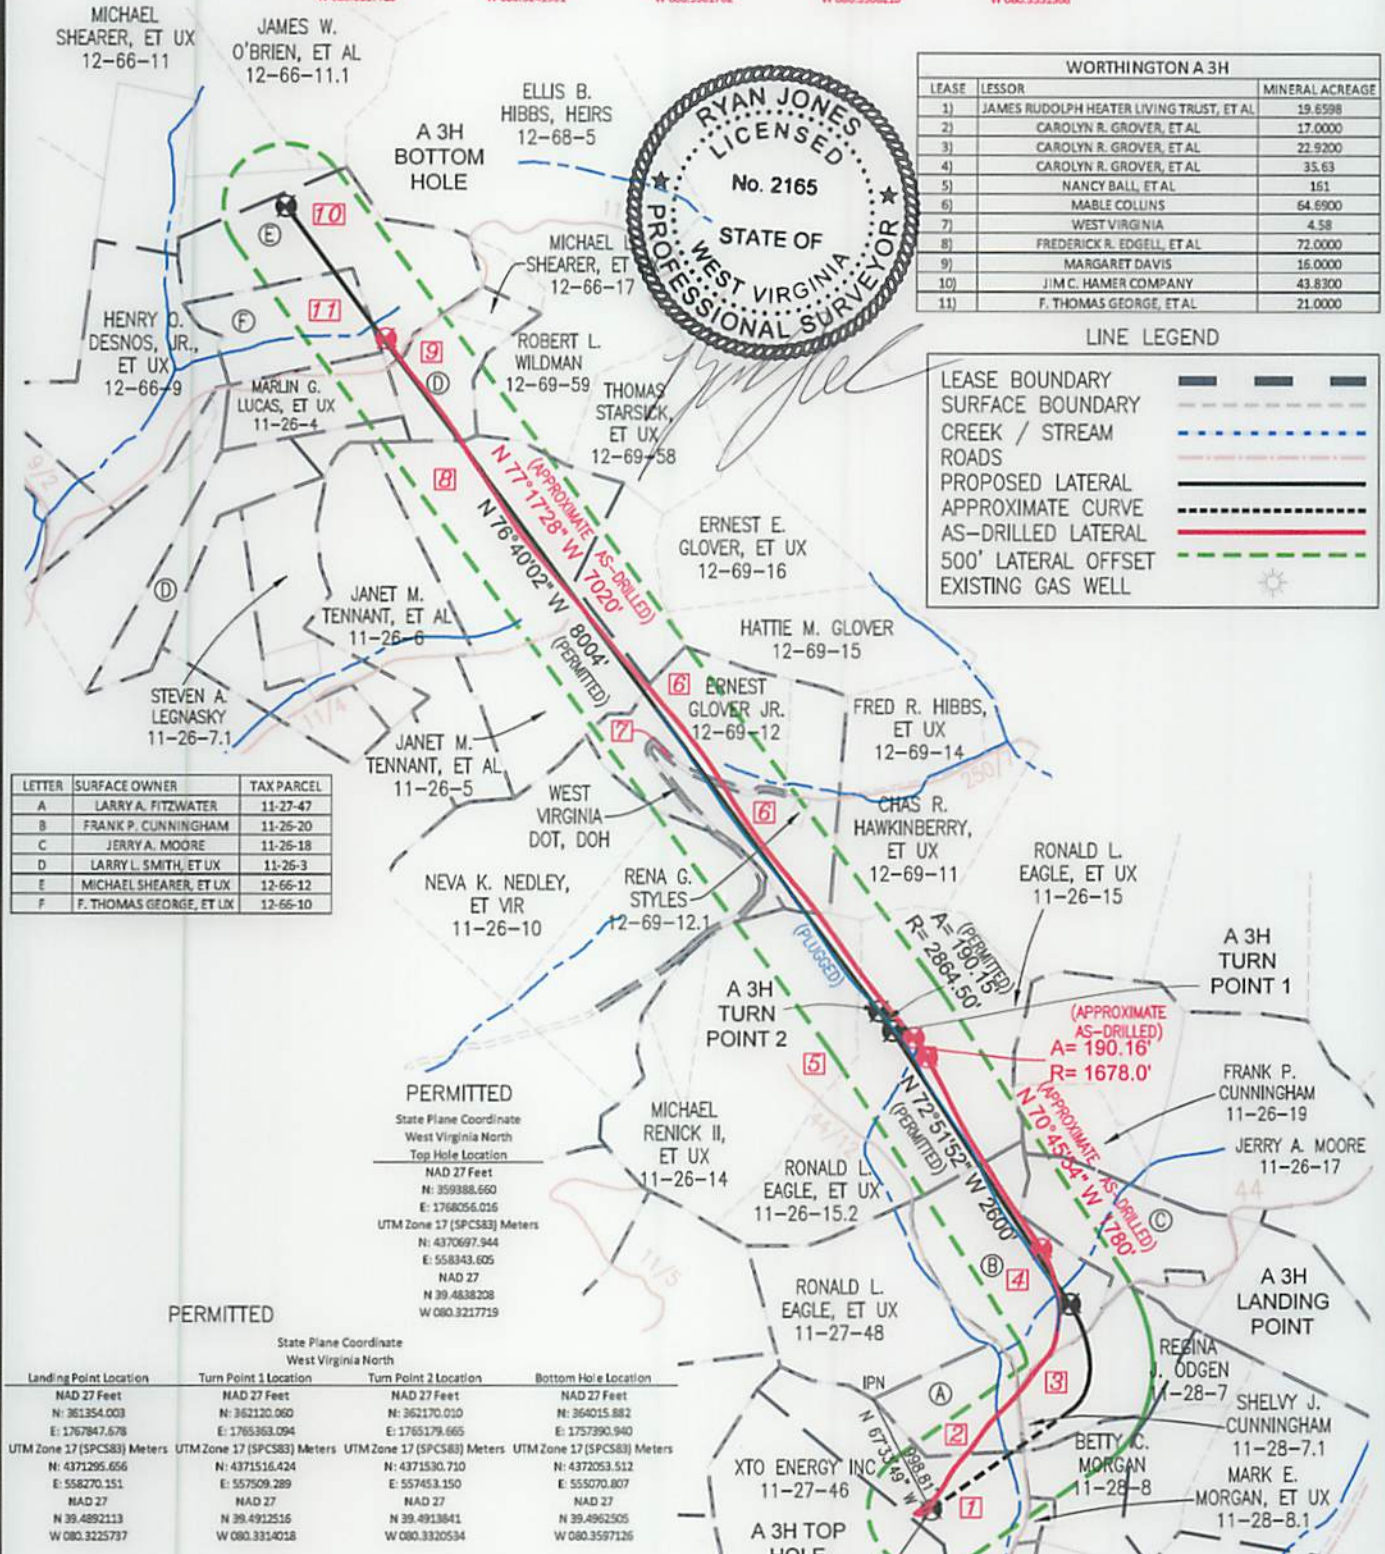 MICHAEL
SHEARER, ET UX
12-66-11
JAMES W.
O'BRIEN, ET AL
12-66-11.1
ELLIS B.
HIBBS, HEIRS
12-68-5
A 3H
BOTTOM
HOLE
RYAN JONES
LICENSED
No. 2165
STATE OF
WEST VIRGINIA
PROFESSIONAL SURVEYOR
WORTHINGTON A 3H
LEASE LESSOR MINERAL ACREAGE
1) JAMES RUDOLPH HEATER LIVING TRUST, ET AL 19.6598
2) CAROLYN R. GROVER, ET AL 17.0000
3) CAROLYN R. GROVER, ET AL 22.9200
4) CAROLYN R. GROVER, ET AL 35.63
5) NANCY BALL, ET AL 161
6) MABLE COLLINS 64.6900
7) WEST VIRGINIA 4.58
8) FREDERICK R. EDGELL, ET AL 72.0000
9) MARGARET DAVIS 16.0000
10) JIM C. HAMER COMPANY 43.8300
11) F. THOMAS GEORGE, ET AL 21.0000
LINE LEGEND
LEASE BOUNDARY
SURFACE BOUNDARY
CREEK / STREAM
ROADS
PROPOSED LATERAL
APPROXIMATE CURVE
AS-DRILLED LATERAL
500' LATERAL OFFSET
EXISTING GAS WELL
10
E
11
F
MICHAEL
SHEARER, ET
12-66-17
HENRY O.
DESNOS, JR.,
ET UX
12-66-9
9
D
ROBERT L.
WILDMAN
12-69-59
MARLIN G.
LUCAS, ET UX
11-26-4
THOMAS
STARSICK,
ET UX
12-69-58
9/2
8
(APPROXIMATE AS-DRILLED)
N 77°17'28" W 7020'
N 76°40'02" W 8004'
(PERMITTED)
ERNEST E.
GLOVER, ET UX
12-69-16
D
JANET M.
TENNANT, ET AL
11-26-6
HATTIE M. GLOVER
12-69-15
STEVEN A.
LEGNASKY
11-26-7.1
11/4
6
ERNEST
GLOVER JR.
12-69-12
FRED R. HIBBS,
ET UX
12-69-14
7
JANET M.
TENNANT, ET AL
11-26-5
LETTER SURFACE OWNER TAX PARCEL
A LARRY A. FITZWATER 11-27-47
B FRANK P. CUNNINGHAM 11-26-20
C JERRY A. MOORE 11-26-18
D LARRY L. SMITH, ET UX 11-26-3
E MICHAEL SHEARER, ET UX 12-66-12
F F. THOMAS GEORGE, ET UX 12-66-10
WEST
VIRGINIA
DOT, DOH
6
CHAS R.
HAWKINBERRY,
ET UX
12-69-11
NEVA K. NEDLEY,
ET VIR
11-26-10
RENA G.
STYLES
12-69-12.1
RONALD L.
EAGLE, ET UX
11-26-15
(PLUGGED)
(PERMITTED)
A= 190.15'
R= 2864.50'
A 3H
TURN
POINT 1
A 3H
TURN
POINT 2
(APPROXIMATE
AS-DRILLED)
A= 190.16'
R= 1678.0'
5
FRANK P.
CUNNINGHAM
11-26-19
JERRY A. MOORE
11-26-17
N 72°51'52" W 2600'
(PERMITTED)
(APPROXIMATE AS-DRILLED)
N 70°45'54" W 1780'
MICHAEL
RENICK II,
ET UX
11-26-14
RONALD L.
EAGLE, ET UX
11-26-15.2
44
C
11/5
PERMITTED
State Plane Coordinate
West Virginia North
Top Hole Location
NAD 27 Feet
N: 359388.660
E: 1768056.016
UTM Zone 17 (SPCS83) Meters
N: 4370697.944
E: 558343.605
NAD 27
N 39.4838208
W 080.3217719
B
4
RONALD L.
EAGLE, ET UX
11-27-48
A 3H
LANDING
POINT
PERMITTED
State Plane Coordinate
West Virginia North
Landing Point Location Turn Point 1 Location Turn Point 2 Location Bottom Hole Location
NAD 27 Feet NAD 27 Feet NAD 27 Feet NAD 27 Feet
N: 361354.003 N: 362120.060 N: 362170.010 N: 364015.882
E: 1767847.678 E: 1765363.094 E: 1765179.665 E: 1757390.940
UTM Zone 17 (SPCS83) Meters UTM Zone 17 (SPCS83) Meters UTM Zone 17 (SPCS83) Meters UTM Zone 17 (SPCS83) Meters
N: 4371295.656 N: 4371516.424 N: 4371530.710 N: 4372053.512
E: 558270.151 E: 557509.289 E: 557453.150 E: 555070.807
NAD 27 NAD 27 NAD 27 NAD 27
N 39.4892113 N 39.4912516 N 39.4913841 N 39.4962505
W 080.3225737 W 080.3314018 W 080.3320534 W 080.3597126
IPN
A
3
2
REGINA
J. ODGEN
11-28-7
SHELVY J.
CUNNINGHAM
11-28-7.1
BETTY C.
MORGAN
11-28-8
MARK E.
MORGAN, ET UX
11-28-8.1
XTO ENERGY INC
11-27-46
1
A 3H TOP
HOLE